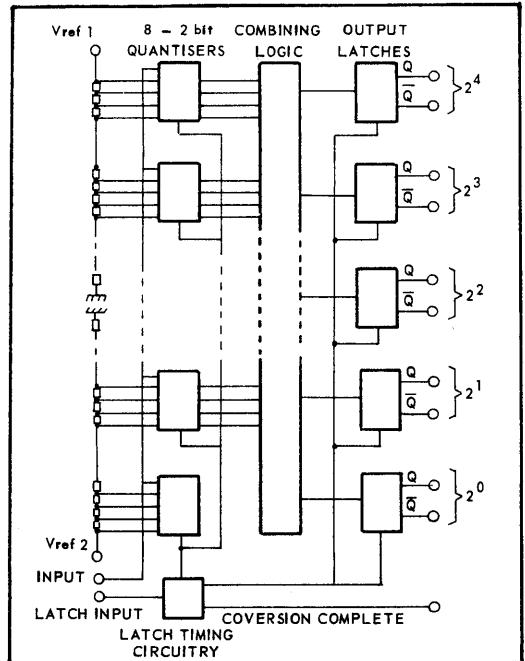 Vref 1
8 - 2 bit
QUANTISERS
COMBINING
LOGIC
OUTPUT
LATCHES
Q
Q̅
2⁴
Q
Q̅
2³
Q
Q̅
2²
Q
Q̅
2¹
Q
Q̅
2⁰
Vref 2
INPUT
LATCH INPUT
LATCH TIMING
CIRCUITRY
COVERSION COMPLETE